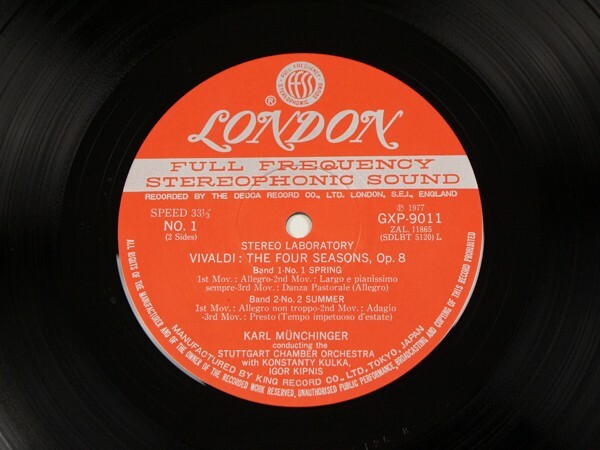 FULL FREQUENCY
ffss
STEREOPHONIC SOUND
®
LONDON
FULL FREQUENCY
STEREOPHONIC SOUND
RECORDED BY THE DECCA RECORD CO., LTD. LONDON, S.E.I., ENGLAND
SPEED 33⅓
NO. 1
(2 Sides)
℗ 1977
GXP-9011
ZAL. 11865
(SDLBT 5120) L
STEREO LABORATORY
VIVALDI : THE FOUR SEASONS, Op. 8
Band 1-No. 1 SPRING
1st Mov. : Allegro-2nd Mov. : Largo e pianissimo
sempre-3rd Mov. : Danza Pastorale (Allegro)
Band 2-No. 2 SUMMER
1st Mov. : Allegro non troppo-2nd Mov. : Adagio
-3rd Mov. : Presto (Tempo impetuoso d'estate)
KARL MÜNCHINGER
conducting the
STUTTGART CHAMBER ORCHESTRA
with KONSTANTY KULKA,
IGOR KIPNIS
MANUFACTURED BY KING RECORD CO., LTD, TOKYO, JAPAN.
ALL RIGHTS OF THE MANUFACTURER AND OF THE OWNER OF THE RECORDED WORK RESERVED. UNAUTHORISED PUBLIC PERFORMANCE, BROADCASTING AND COPYING OF THIS RECORD PROHIBITED.